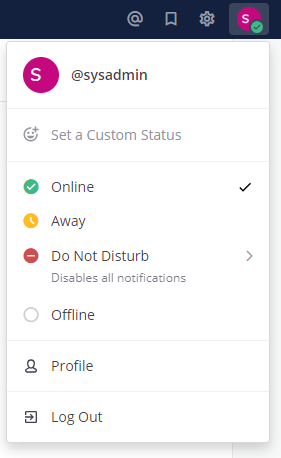 S
@sysadmin
Set a Custom Status
Online
Away
Do Not Disturb
Disables all notifications
Offline
Profile
Log Out